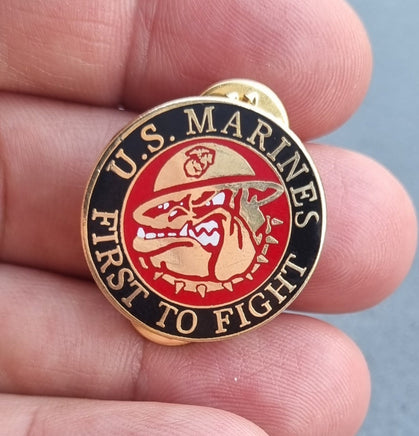 U.S. MARINES
FIRST TO FIGHT